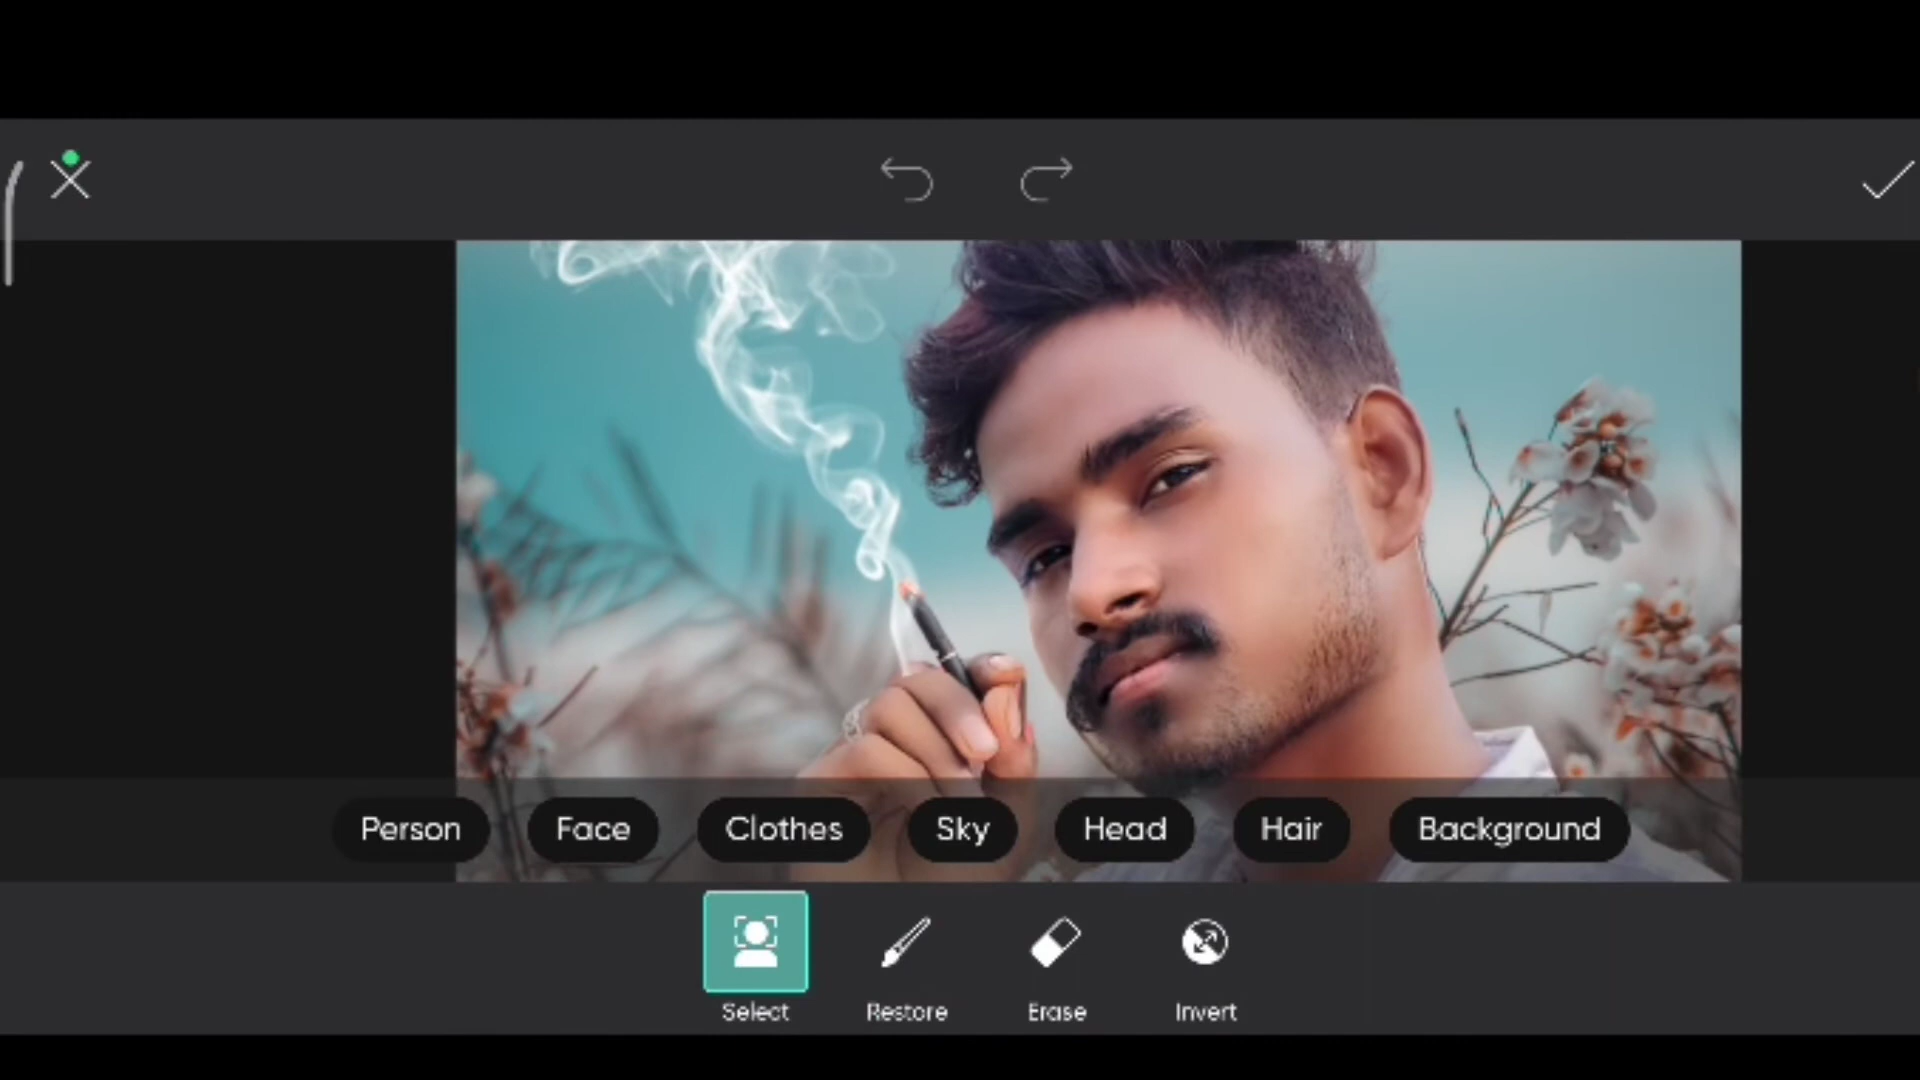 Person Face Clothes Sky Head Hair Background
Select Restore Erase Invert